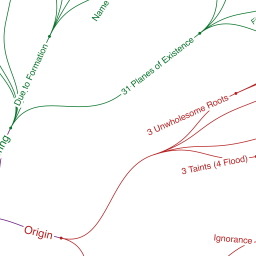 Name
Due to Formation
31 Planes of Existence
3 Unwholesome Roots
3 Taints (4 Flood)
Origin
Ignorance